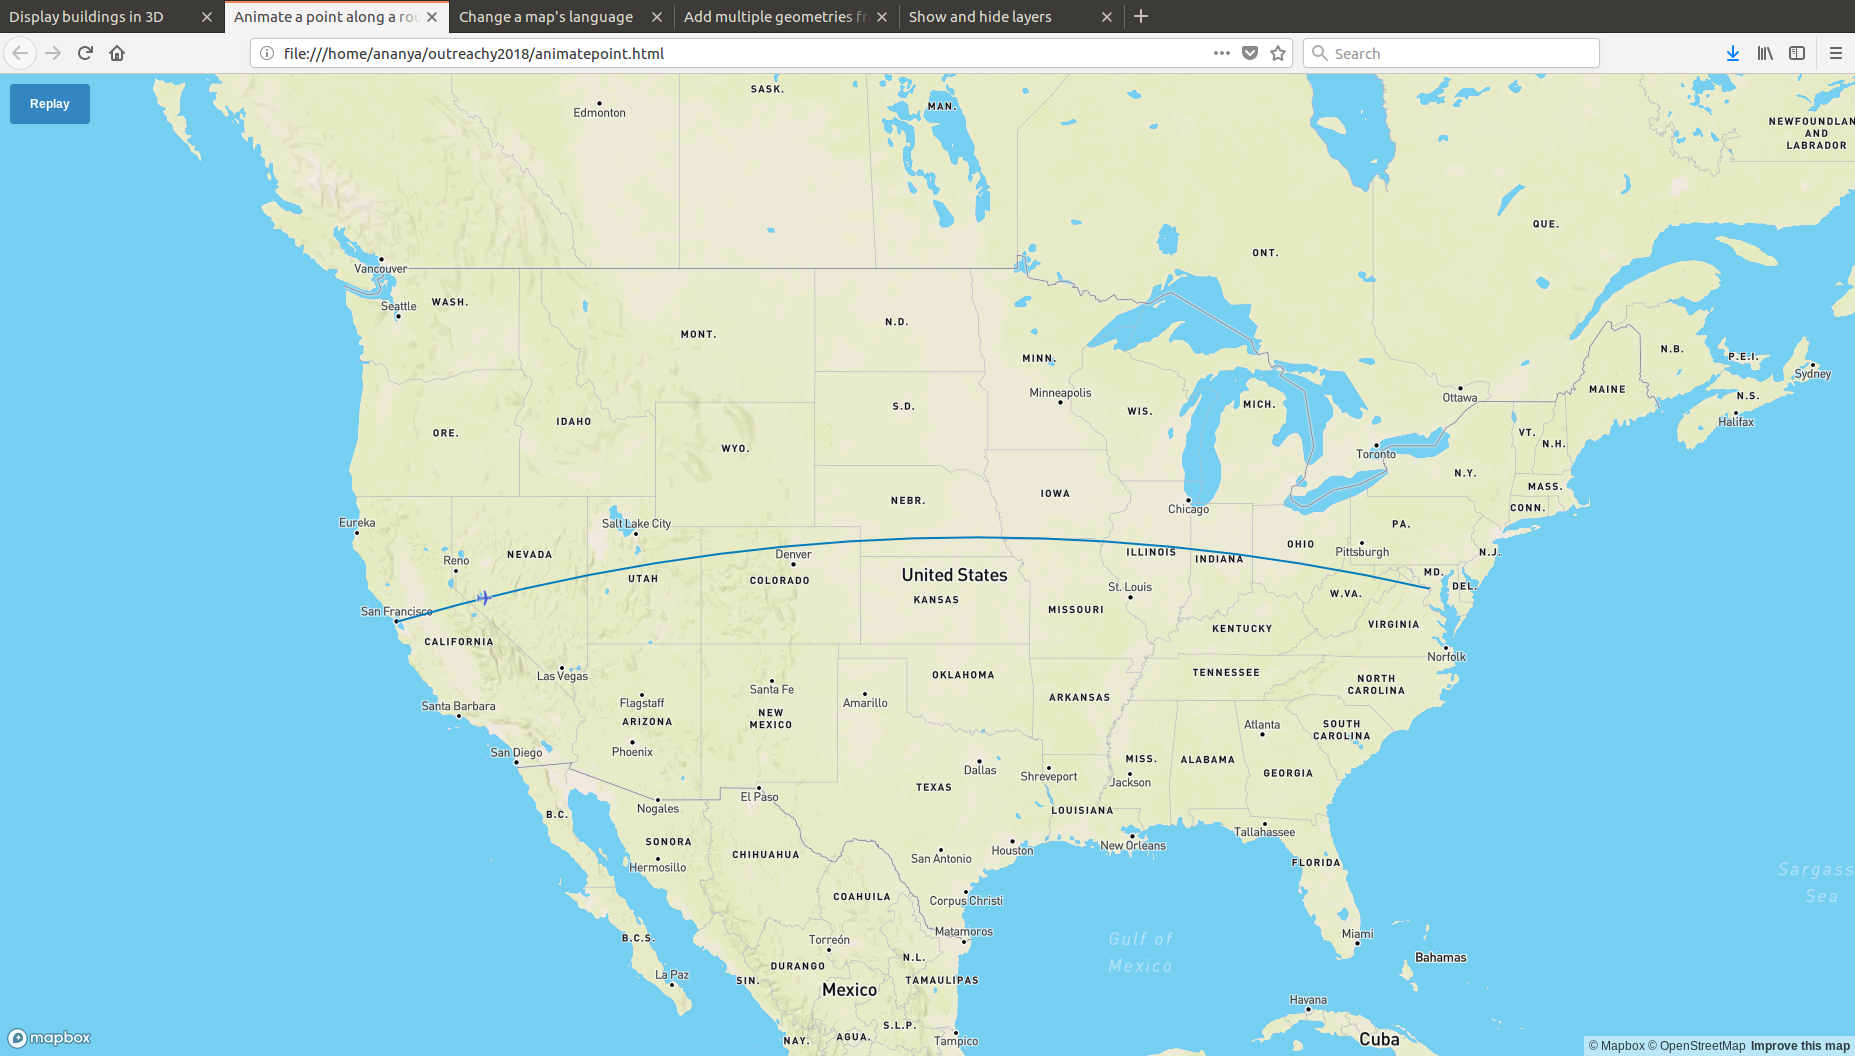 Display buildings in 3D
Animate a point along a rou
Change a map's language
Add multiple geometries fr
Show and hide layers
file:///home/ananya/outreachy2018/animatepoint.html
Search
Replay
SASK.
Edmonton
MAN.
NEWFOUNDLAN
AND
LABRADOR
QUE.
ONT.
Vancouver
Seattle
WASH.
N.D.
MONT.
MINN.
N.B.
P.E.I.
Sydney
Minneapolis
MAINE
Ottawa
N.S.
S.D.
WIS.
MICH.
Halifax
IDAHO
ORE.
VT.
N.H.
WYO.
Toronto
N.Y.
MASS.
IOWA
NEBR.
CONN.
Chicago
Eureka
Salt Lake City
PA.
NEVADA
Denver
ILLINOIS
OHIO
Pittsburgh
N.J.
Reno
INDIANA
UTAH
COLORADO
United States
MD.
DEL.
St. Louis
W.VA.
KANSAS
San Francisco
MISSOURI
VIRGINIA
KENTUCKY
CALIFORNIA
Norfolk
Las Vegas
OKLAHOMA
TENNESSEE
NORTH
CAROLINA
Santa Fe
Flagstaff
Amarillo
ARKANSAS
Santa Barbara
NEW
MEXICO
ARIZONA
Atlanta
SOUTH
CAROLINA
San Diego
Phoenix
MISS.
ALABAMA
Dallas
Shreveport
GEORGIA
Jackson
TEXAS
El Paso
Nogales
LOUISIANA
B.C.
Tallahassee
SONORA
New Orleans
CHIHUAHUA
San Antonio
Houston
Hermosillo
FLORIDA
Sargass
Sea
COAHUILA
Corpus Christi
B.C.S.
Torreón
Matamoros
Gulf of
Mexico
Miami
N.L.
Bahamas
DURANGO
La Paz
SIN.
TAMAULIPAS
Mexico
Havana
S.L.P.
NAY.
AGUA.
Tampico
Cuba
mapbox
© Mapbox © OpenStreetMap Improve this map